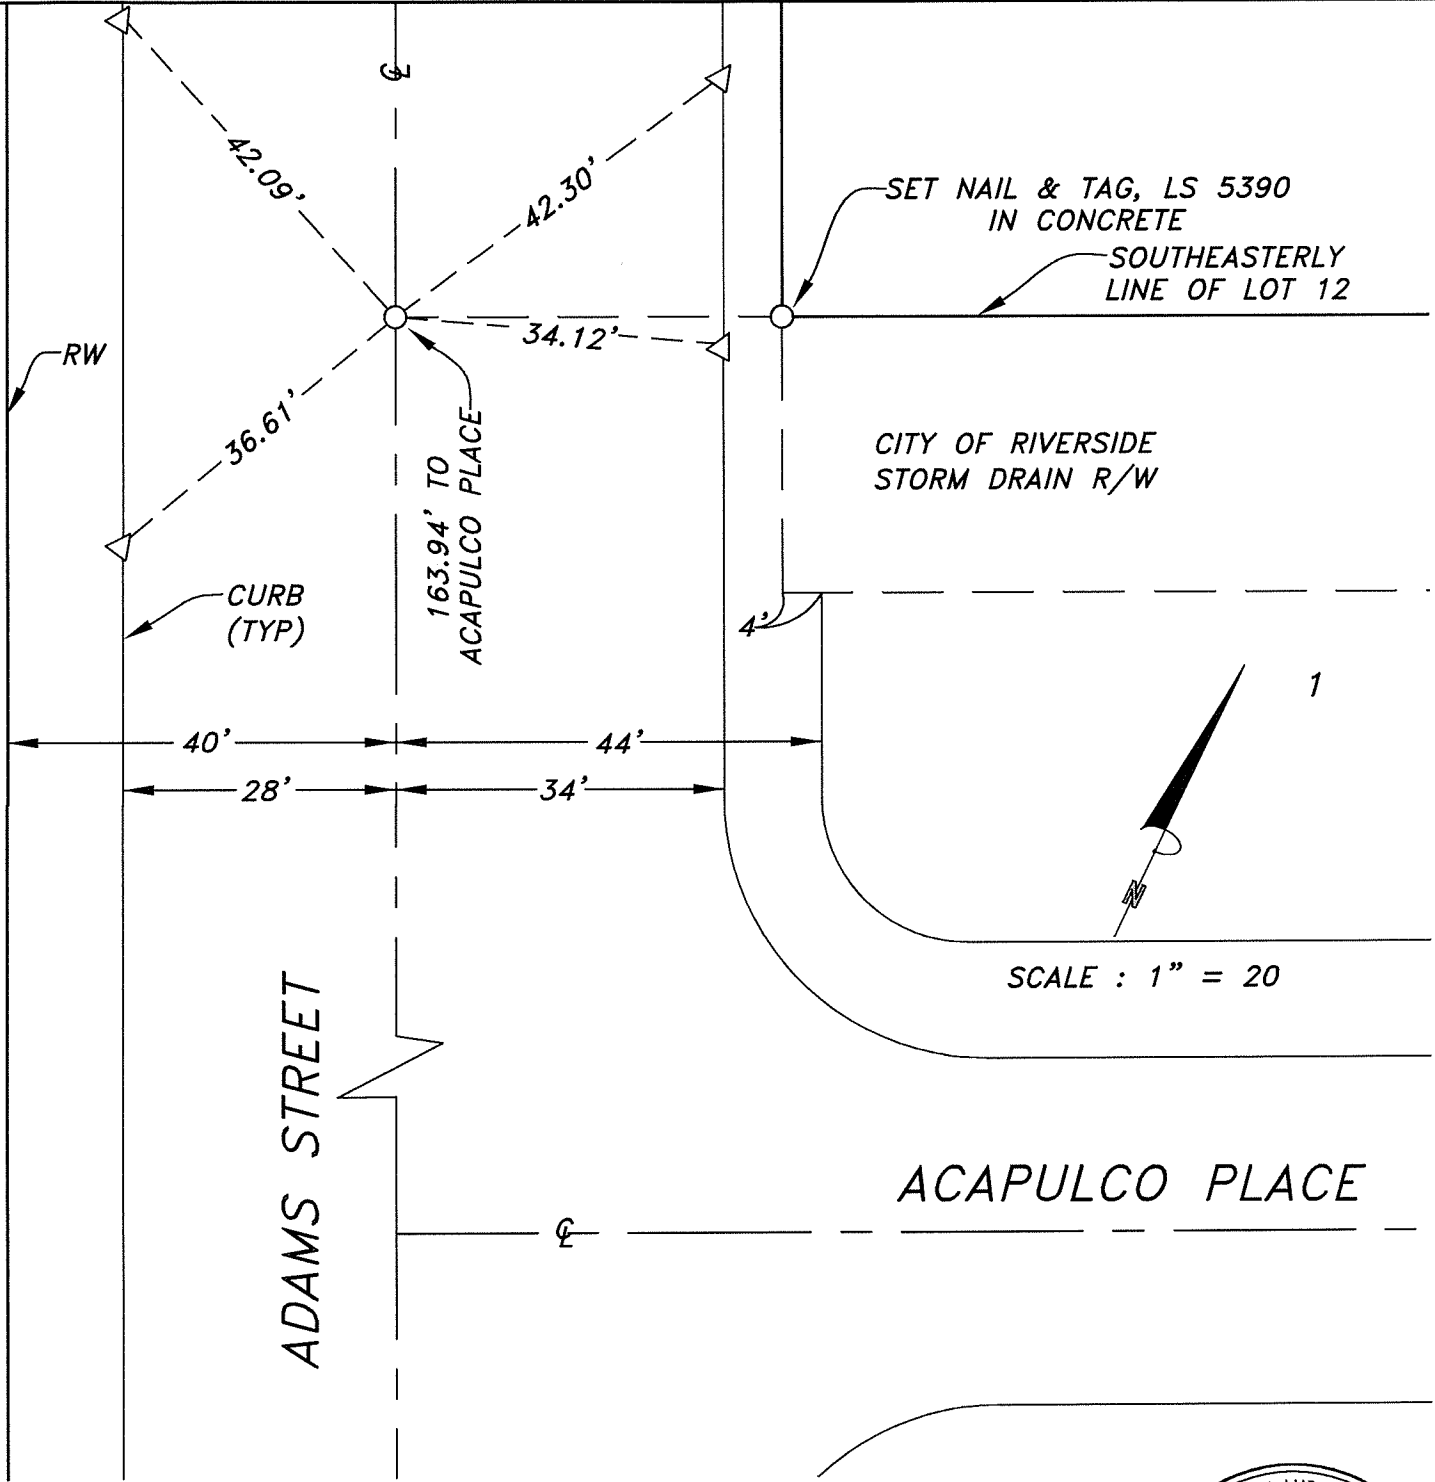 ℄
42.09'
42.30'
SET NAIL & TAG, LS 5390
IN CONCRETE
SOUTHEASTERLY
LINE OF LOT 12
34.12'
RW
36.61'
163.94' TO
ACAPULCO PLACE
CITY OF RIVERSIDE
STORM DRAIN R/W
CURB
(TYP)
4'
1
40'
44'
28'
34'
N
SCALE : 1" = 20
ADAMS STREET
ACAPULCO PLACE
℄